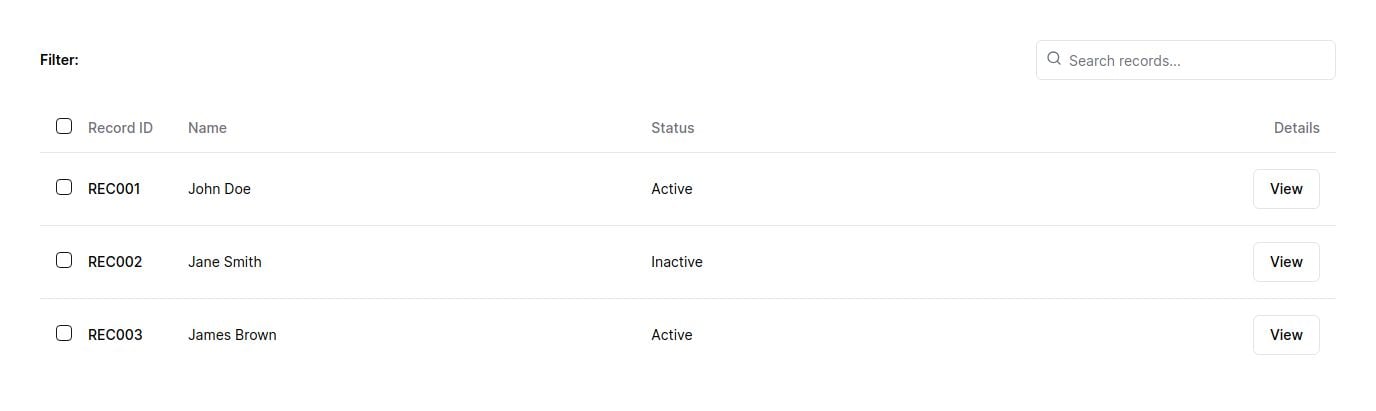 Filter:
Search records...
Record ID Name Status Details
REC001 John Doe Active View
REC002 Jane Smith Inactive View
REC003 James Brown Active View